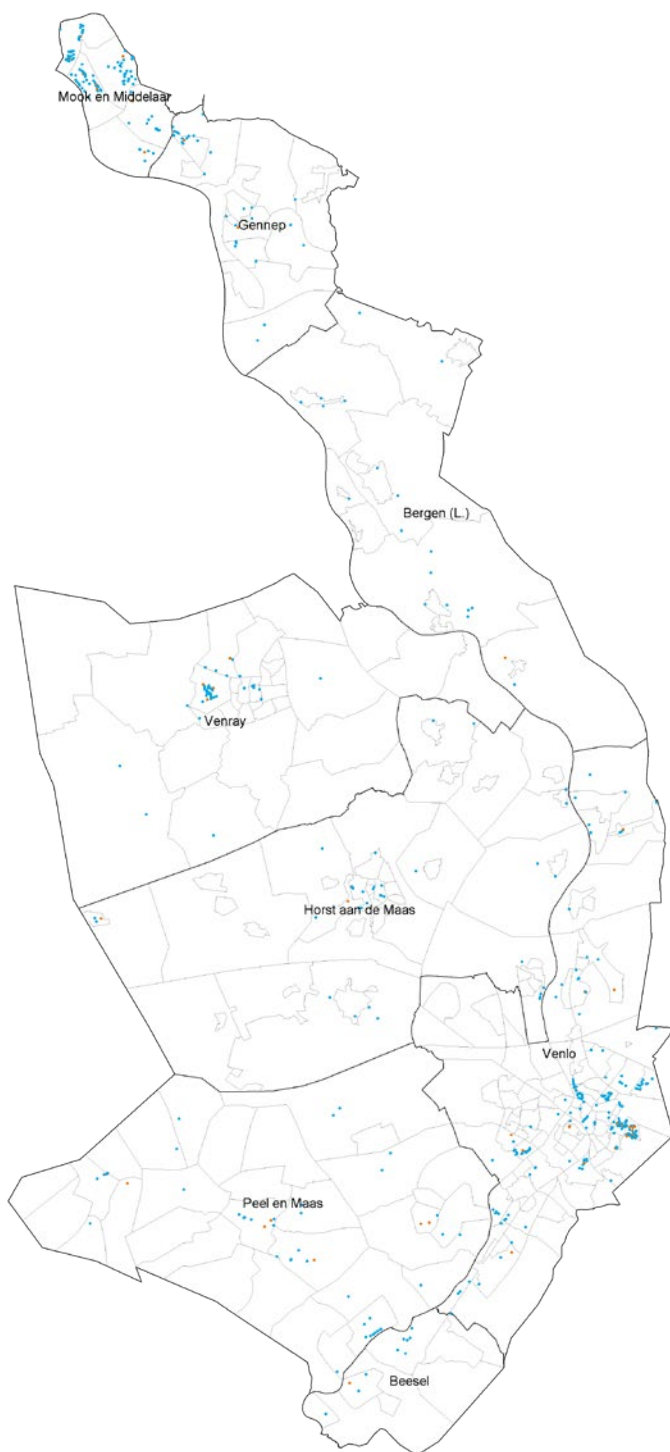 Mook en Middelaar
Gennep
Bergen (L.)
Venray
Horst aan de Maas
Venlo
Peel en Maas
Beesel